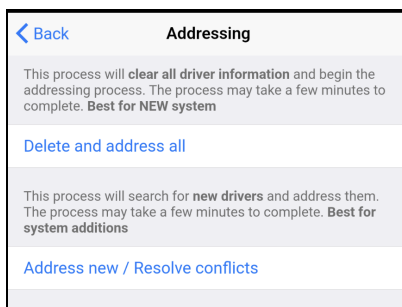 Back Addressing
This process will clear all driver information and begin the
addressing process. The process may take a few minutes to
complete. Best for NEW system
Delete and address all
This process will search for new drivers and address them.
The process may take a few minutes to complete. Best for
system additions
Address new / Resolve conflicts